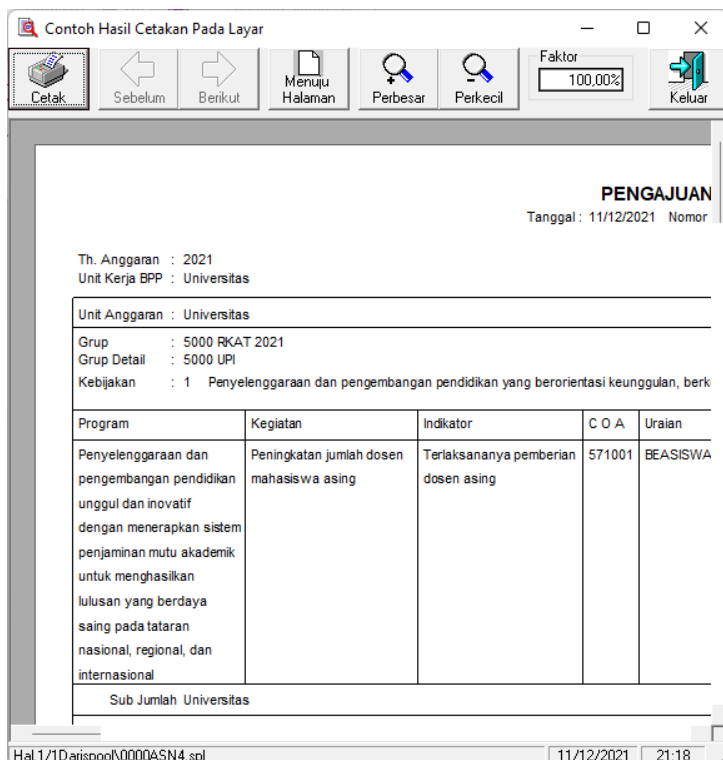 Contoh Hasil Cetakan Pada Layar
Cetak Sebelum Berikut Menuju Halaman Perbesar Perkecil Faktor 100,00% Keluar
PENGAJUAN
Tanggal : 11/12/2021 Nomor
Th. Anggaran : 2021
Unit Kerja BPP : Universitas
Unit Anggaran : Universitas
Grup : 5000 RKAT 2021
Grup Detail : 5000 UPI
Kebijakan : 1 Penyelenggaraan dan pengembangan pendidikan yang berorientasi keunggulan, berk
Program Kegiatan Indikator C O A Uraian
Penyelenggaraan dan Peningkatan jumlah dosen Terlaksananya pemberian 571001 BEASISWA
pengembangan pendidikan mahasiswa asing dosen asing
unggul dan inovatif
dengan menerapkan sistem
penjaminan mutu akademik
untuk menghasilkan
lulusan yang berdaya
saing pada tataran
nasional, regional, dan
internasional
Sub Jumlah Universitas
Hal 1/1Darispool\0000ASN4.spl 11/12/2021 21:18